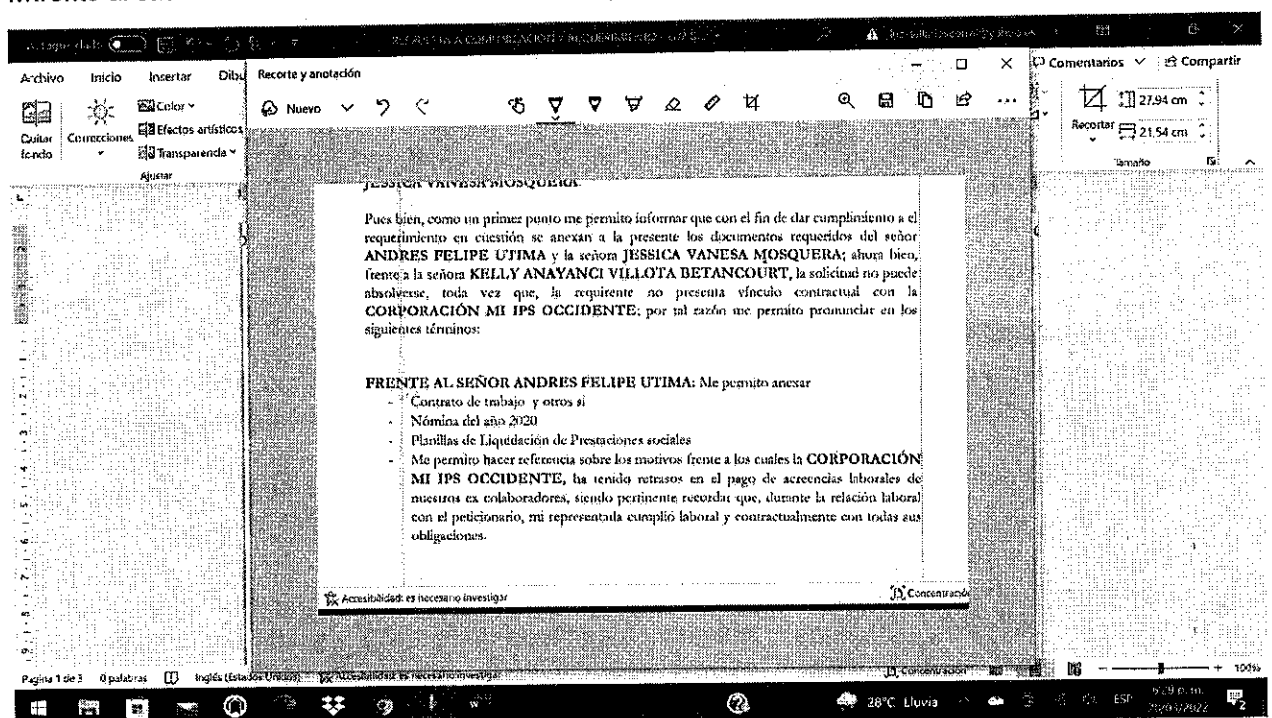 Archivo Inicio Insertar Dibu Recorte y anotación Comentarios Compartir
Nuevo
Color
Efectos artísticos
Transparencia
Quitar fondo
Correcciones
Ajustar
Recortar
27.94 cm
21.54 cm
Tamaño
JESSICA VANESA MOSQUERA
Pues bien, como un primer punto me permito informar que con el fin de dar cumplimiento a el
requerimiento en cuestión se anexan a la presente los documentos requeridos del señor
ANDRES FELIPE UTIMA y la señora JESSICA VANESA MOSQUERA; ahora bien,
frente a la señora KELLY ANAYANCI VILLOTA BETANCOURT, la solicitud no puede
absolverse, toda vez que, la requirente no presenta vínculo contractual con la
CORPORACIÓN MI IPS OCCIDENTE; por tal razón me permito pronunciar en los
siguientes términos:
FRENTE AL SEÑOR ANDRES FELIPE UTIMA: Me permito anexar
- Contrato de trabajo y otros si
- Nómina del año 2020
- Planillas de Liquidación de Prestaciones sociales
- Me permito hacer referencia sobre los motivos frente a los cuales la CORPORACIÓN
MI IPS OCCIDENTE, ha tenido retrasos en el pago de acreencias laborales de
nuestros ex colaboradores, siendo pertinente recordar que, durante la relación laboral
con el peticionario, mi representada cumplió laboral y contractualmente con todas sus
obligaciones.
Accesibilidad: es necesario investigar
Página 1 de 3 0 palabras Inglés (Estados Unidos) Accesibilidad: es necesario investigar Concentración 100%
28°C Lluvia ESP